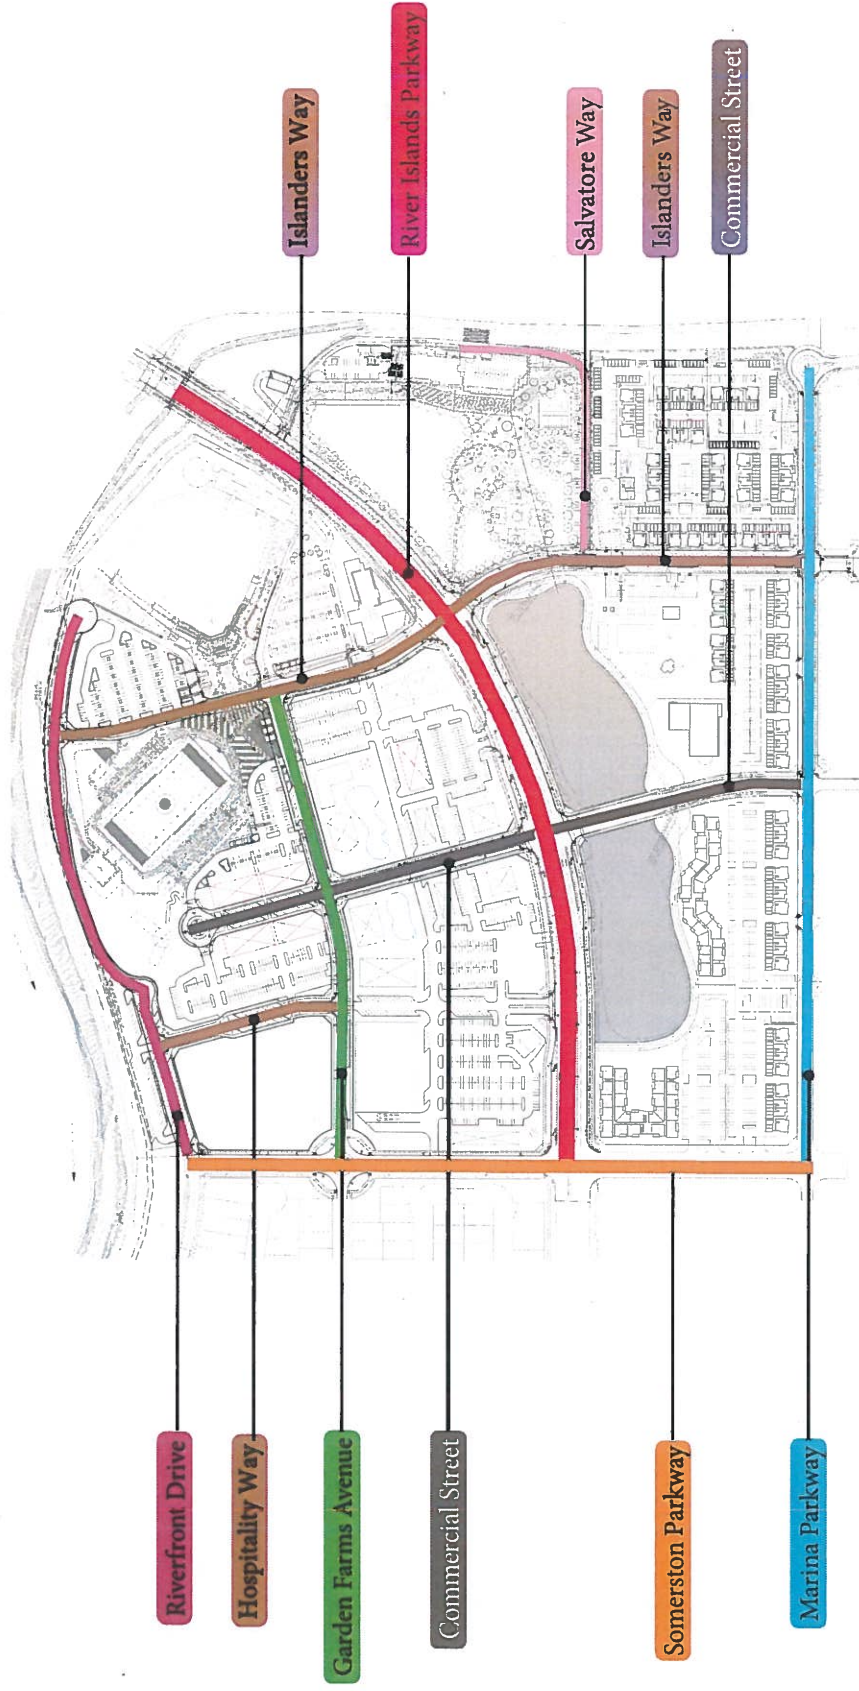 Islanders Way
River Islands Parkway
Salvatore Way
Islanders Way
Commercial Street
Riverfront Drive
Hospitality Way
Garden Farms Avenue
Commercial Street
Somerston Parkway
Marina Parkway